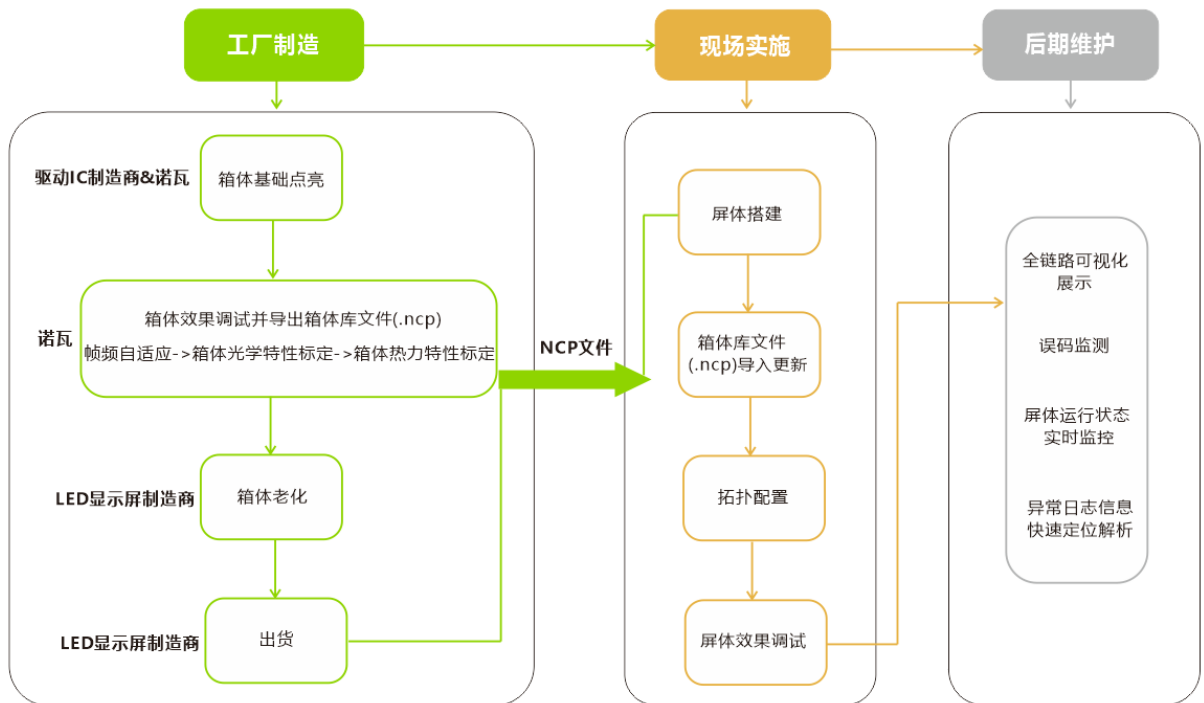 工厂制造
现场实施
后期维护
驱动IC制造商&诺瓦
箱体基础点亮
诺瓦
箱体效果调试并导出箱体库文件(.ncp)
帧频自适应->箱体光学特性标定->箱体热力特性标定
LED显示屏制造商
箱体老化
LED显示屏制造商
出货
NCP文件
屏体搭建
箱体库文件
(.ncp)导入更新
拓扑配置
屏体效果调试
全链路可视化
展示
误码监测
屏体运行状态
实时监控
异常日志信息
快速定位解析